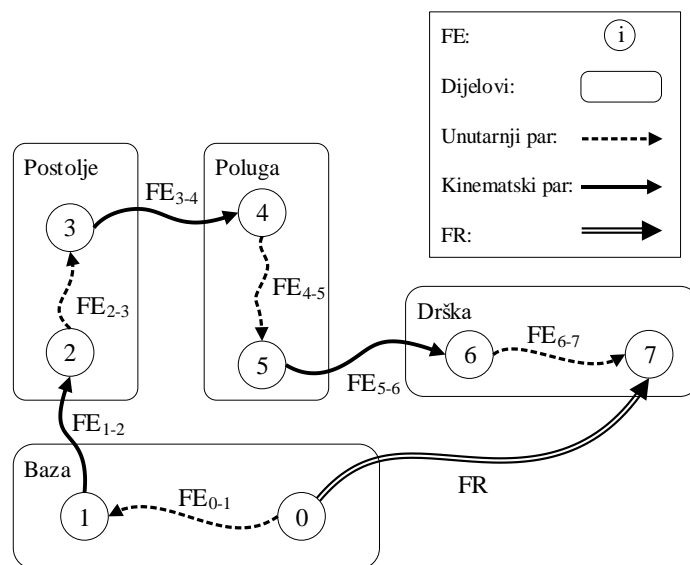 FE:
i
Dijelovi:
Unutarnji par:
Kinematski par:
FR:
Postolje
Poluga
FE3-4
3
4
FE2-3
FE4-5
2
5
Drška
6
FE6-7
7
FE5-6
FE1-2
Baza
FE0-1
FR
1
0